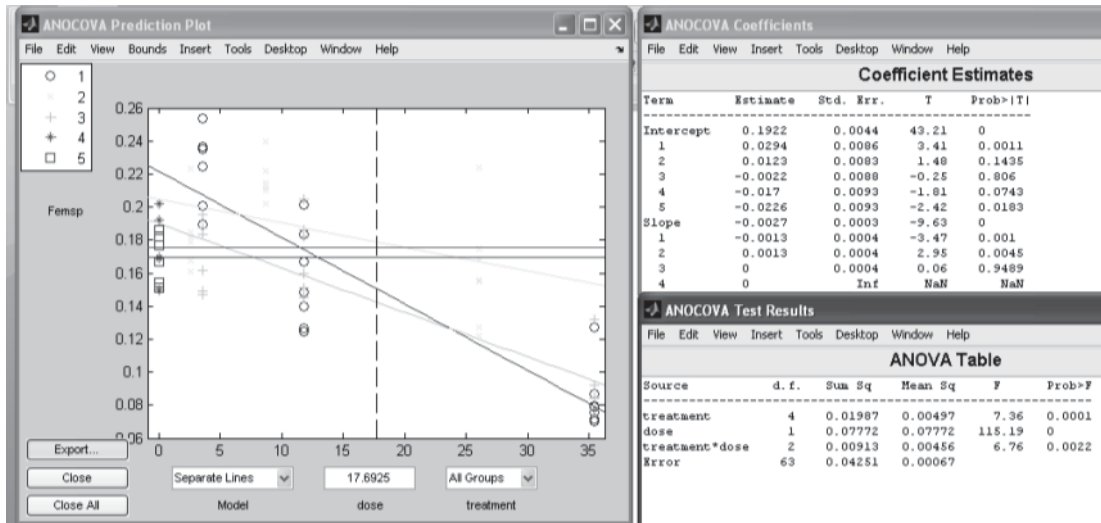 ANOCOVA Prediction Plot
File Edit View Bounds Insert Tools Desktop Window Help
1
2
3
4
5
0.26
0.24
0.22
0.2
0.18
0.16
0.14
0.12
0.1
0.08
0.06
Femsp
0 5 10 15 20 25 30 35
Export...
Close
Close All
Separate Lines 17.6925 All Groups
Model dose treatment
ANOCOVA Coefficients
File Edit View Insert Tools Desktop Window Help
Coefficient Estimates
Term Estimate Std. Err. T Prob>|T|
Intercept 0.1922 0.0044 43.21 0
1 0.0294 0.0086 3.41 0.0011
2 0.0123 0.0083 1.48 0.1435
3 -0.0022 0.0088 -0.25 0.806
4 -0.017 0.0093 -1.81 0.0743
5 -0.0226 0.0093 -2.42 0.0183
Slope -0.0027 0.0003 -9.63 0
1 -0.0013 0.0004 -3.47 0.001
2 0.0013 0.0004 2.95 0.0045
3 0 0.0004 0.06 0.9489
4 0 Inf NaN NaN
ANOCOVA Test Results
File Edit View Insert Tools Desktop Window Help
ANOVA Table
Source d.f. Sum Sq Mean Sq F Prob>F
treatment 4 0.01987 0.00497 7.36 0.0001
dose 1 0.07772 0.07772 115.19 0
treatment*dose 2 0.00913 0.00456 6.76 0.0022
Error 63 0.04251 0.00067